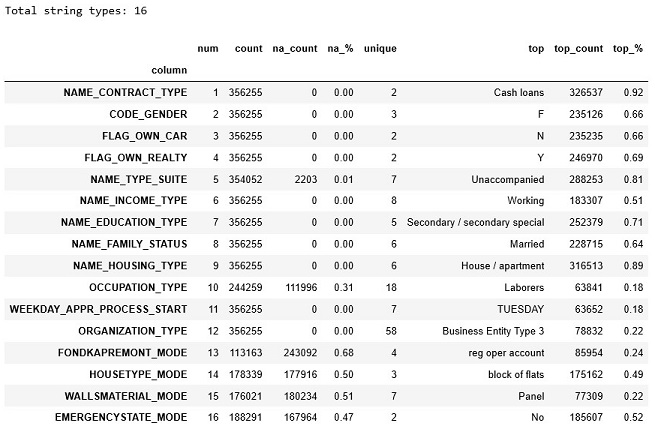 Total string types: 16
num count na_count na_% unique top top_count top_%
column
NAME_CONTRACT_TYPE 1 356255 0 0.00 2 Cash loans 326537 0.92
CODE_GENDER 2 356255 0 0.00 3 F 235126 0.66
FLAG_OWN_CAR 3 356255 0 0.00 2 N 235235 0.66
FLAG_OWN_REALTY 4 356255 0 0.00 2 Y 246970 0.69
NAME_TYPE_SUITE 5 354052 2203 0.01 7 Unaccompanied 288253 0.81
NAME_INCOME_TYPE 6 356255 0 0.00 8 Working 183307 0.51
NAME_EDUCATION_TYPE 7 356255 0 0.00 5 Secondary / secondary special 252379 0.71
NAME_FAMILY_STATUS 8 356255 0 0.00 6 Married 228715 0.64
NAME_HOUSING_TYPE 9 356255 0 0.00 6 House / apartment 316513 0.89
OCCUPATION_TYPE 10 244259 111996 0.31 18 Laborers 63841 0.18
WEEKDAY_APPR_PROCESS_START 11 356255 0 0.00 7 TUESDAY 63652 0.18
ORGANIZATION_TYPE 12 356255 0 0.00 58 Business Entity Type 3 78832 0.22
FONDKAPREMONT_MODE 13 113163 243092 0.68 4 reg oper account 85954 0.24
HOUSETYPE_MODE 14 178339 177916 0.50 3 block of flats 175162 0.49
WALLSMATERIAL_MODE 15 176021 180234 0.51 7 Panel 77309 0.22
EMERGENCYSTATE_MODE 16 188291 167964 0.47 2 No 185607 0.52